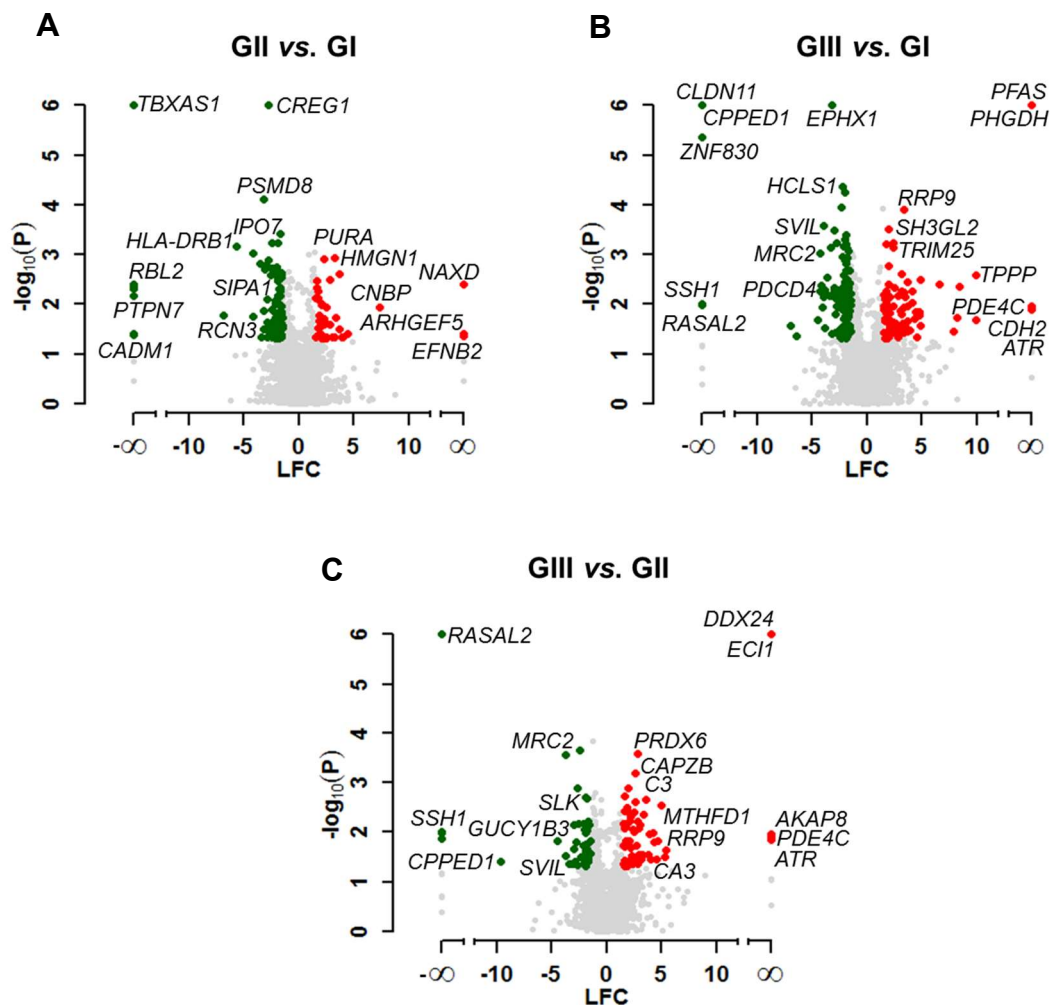 A
GII vs. GI
6
5
4
3
2
1
0
-log10(P)
TBXAS1
CREG1
PSMD8
IPO7
HLA-DRB1
PURA
RBL2
HMGN1
NAXD
SIPA1
CNBP
PTPN7
ARHGEF5
RCN3
CADM1
EFNB2
-∞
-10
-5
0
5
10
∞
LFC
B
GIII vs. GI
6
5
4
3
2
1
0
-log10(P)
CLDN11
PFAS
CPPED1
EPHX1
PHGDH
ZNF830
HCLS1
RRP9
SVIL
SH3GL2
MRC2
TRIM25
TPPP
SSH1
PDCD4
PDE4C
RASAL2
CDH2
ATR
-∞
-10
-5
0
5
10
∞
LFC
C
GIII vs. GII
6
5
4
3
2
1
0
-log10(P)
DDX24
RASAL2
ECI1
MRC2
PRDX6
CAPZB
C3
SLK
MTHFD1
SSH1
GUCY1B3
AKAP8
RRP9
PDE4C
CPPED1
SVIL
CA3
ATR
-∞
-10
-5
0
5
10
∞
LFC